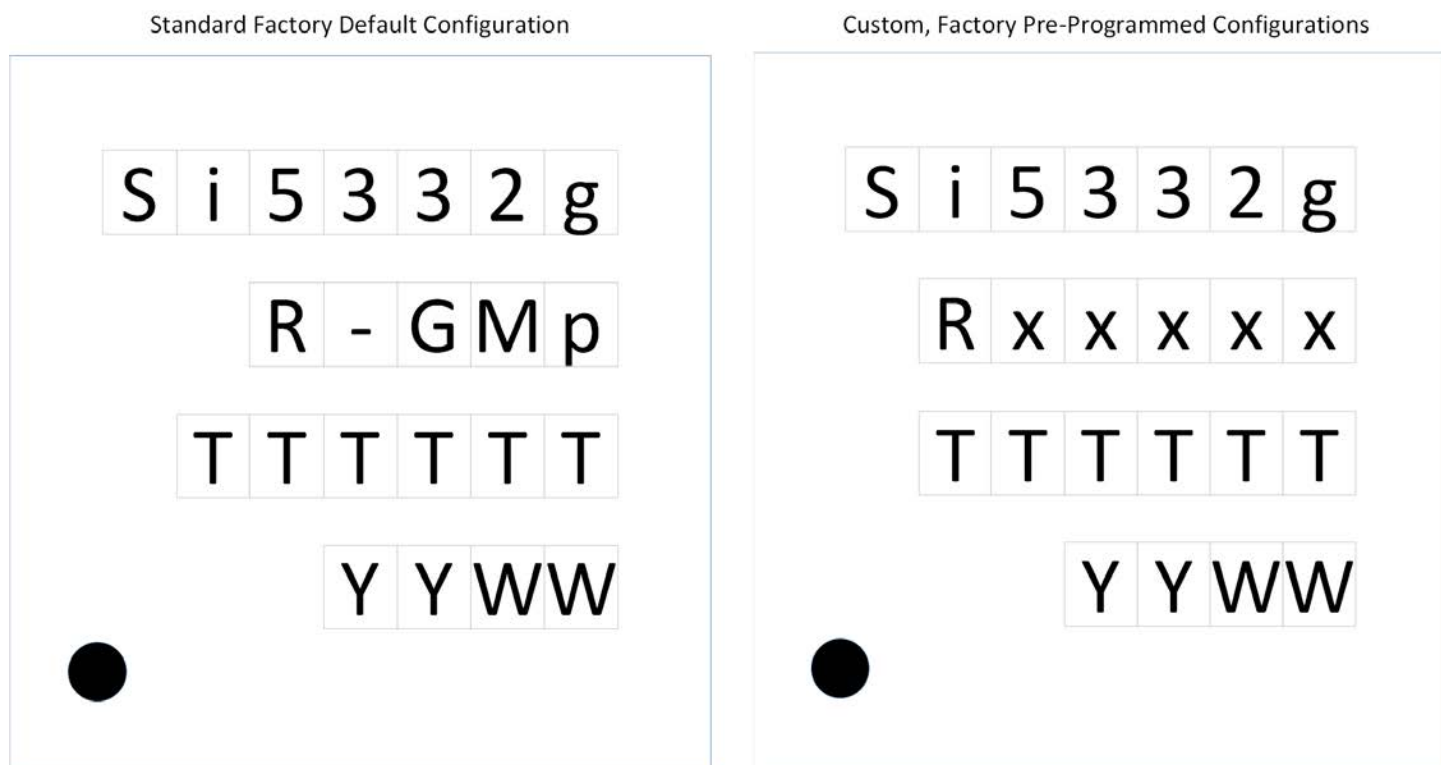 Standard Factory Default Configuration
Si5332g
R-GMp
TTTTTT
YYWW
Custom, Factory Pre-Programmed Configurations
Si5332g
Rxxxxx
TTTTTT
YYWW